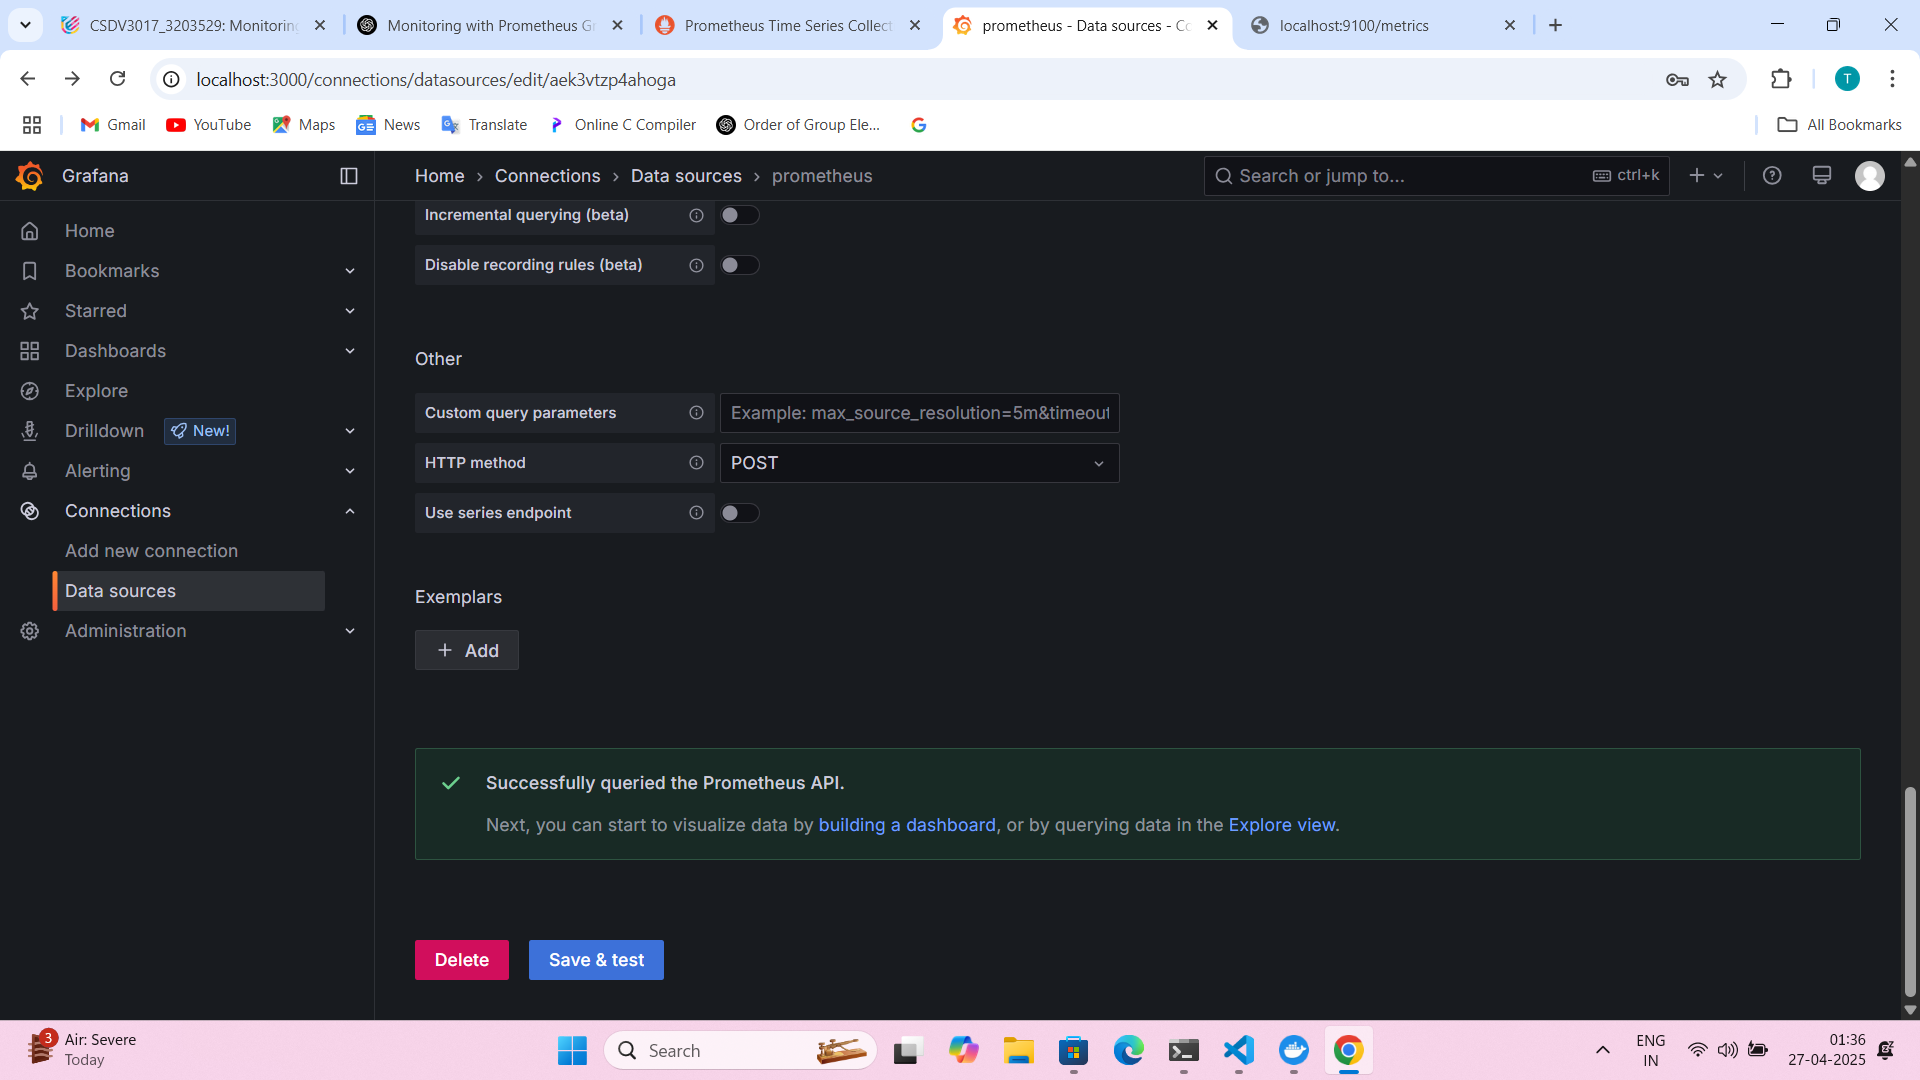 CSDV3017_3203529: Monitoring
Monitoring with Prometheus Gr
Prometheus Time Series Collect
prometheus - Data sources - Co
localhost:9100/metrics
localhost:3000/connections/datasources/edit/aek3vtzp4ahoga
T
Gmail
YouTube
Maps
News
Translate
Online C Compiler
Order of Group Ele...
All Bookmarks
Grafana
Home › Connections › Data sources › prometheus
Search or jump to...
ctrl+k
Home
Bookmarks
Starred
Dashboards
Explore
Drilldown
New!
Alerting
Connections
Add new connection
Data sources
Administration
Incremental querying (beta)
Disable recording rules (beta)
Other
Custom query parameters
Example: max_source_resolution=5m&timeout
HTTP method
POST
Use series endpoint
Exemplars
+ Add
Successfully queried the Prometheus API.
Next, you can start to visualize data by building a dashboard, or by querying data in the Explore view.
Delete
Save & test
3
Air: Severe
Today
Search
ENG
IN
01:36
27-04-2025